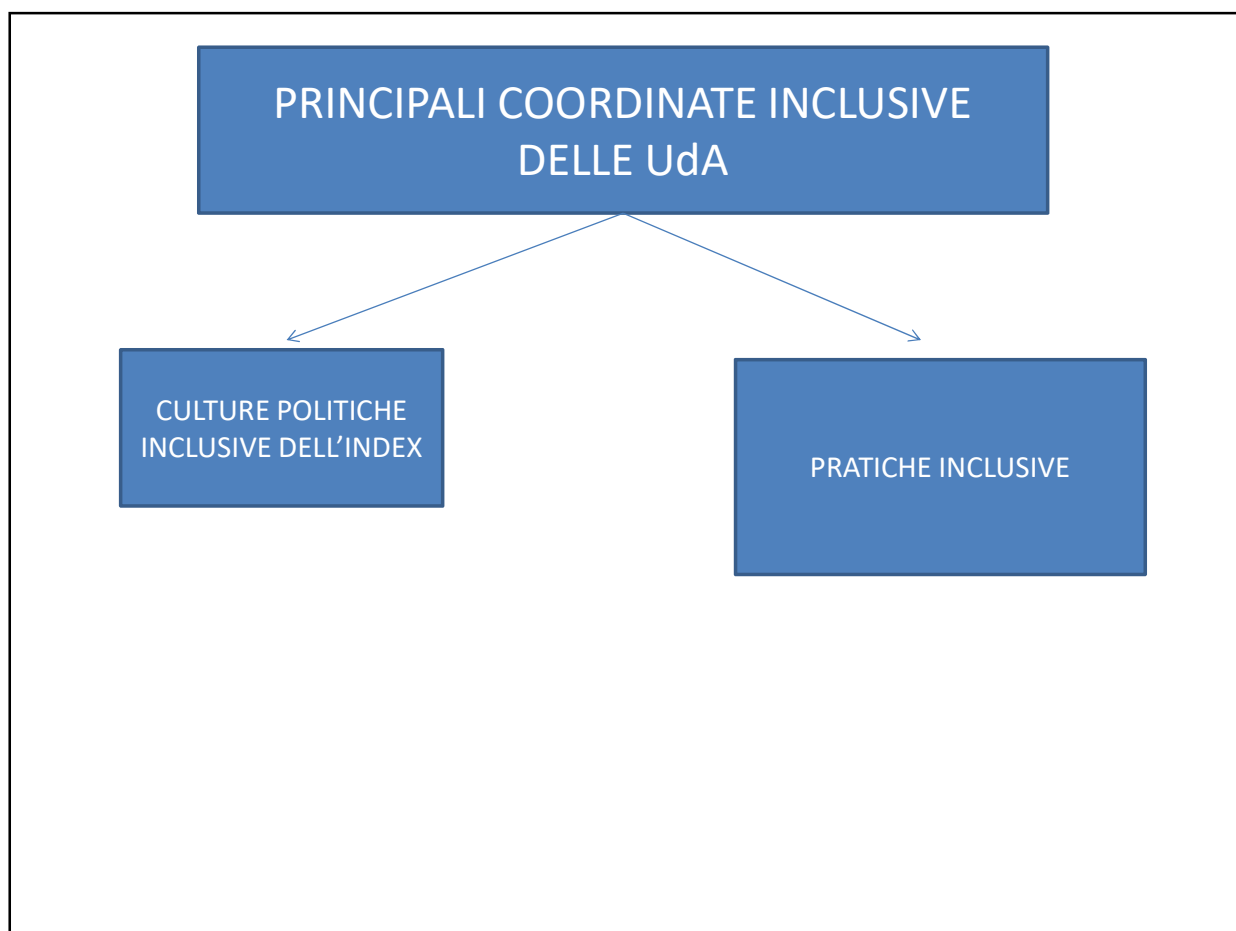 PRINCIPALI COORDINATE INCLUSIVE
DELLE UdA
CULTURE POLITICHE
INCLUSIVE DELL’INDEX
PRATICHE INCLUSIVE